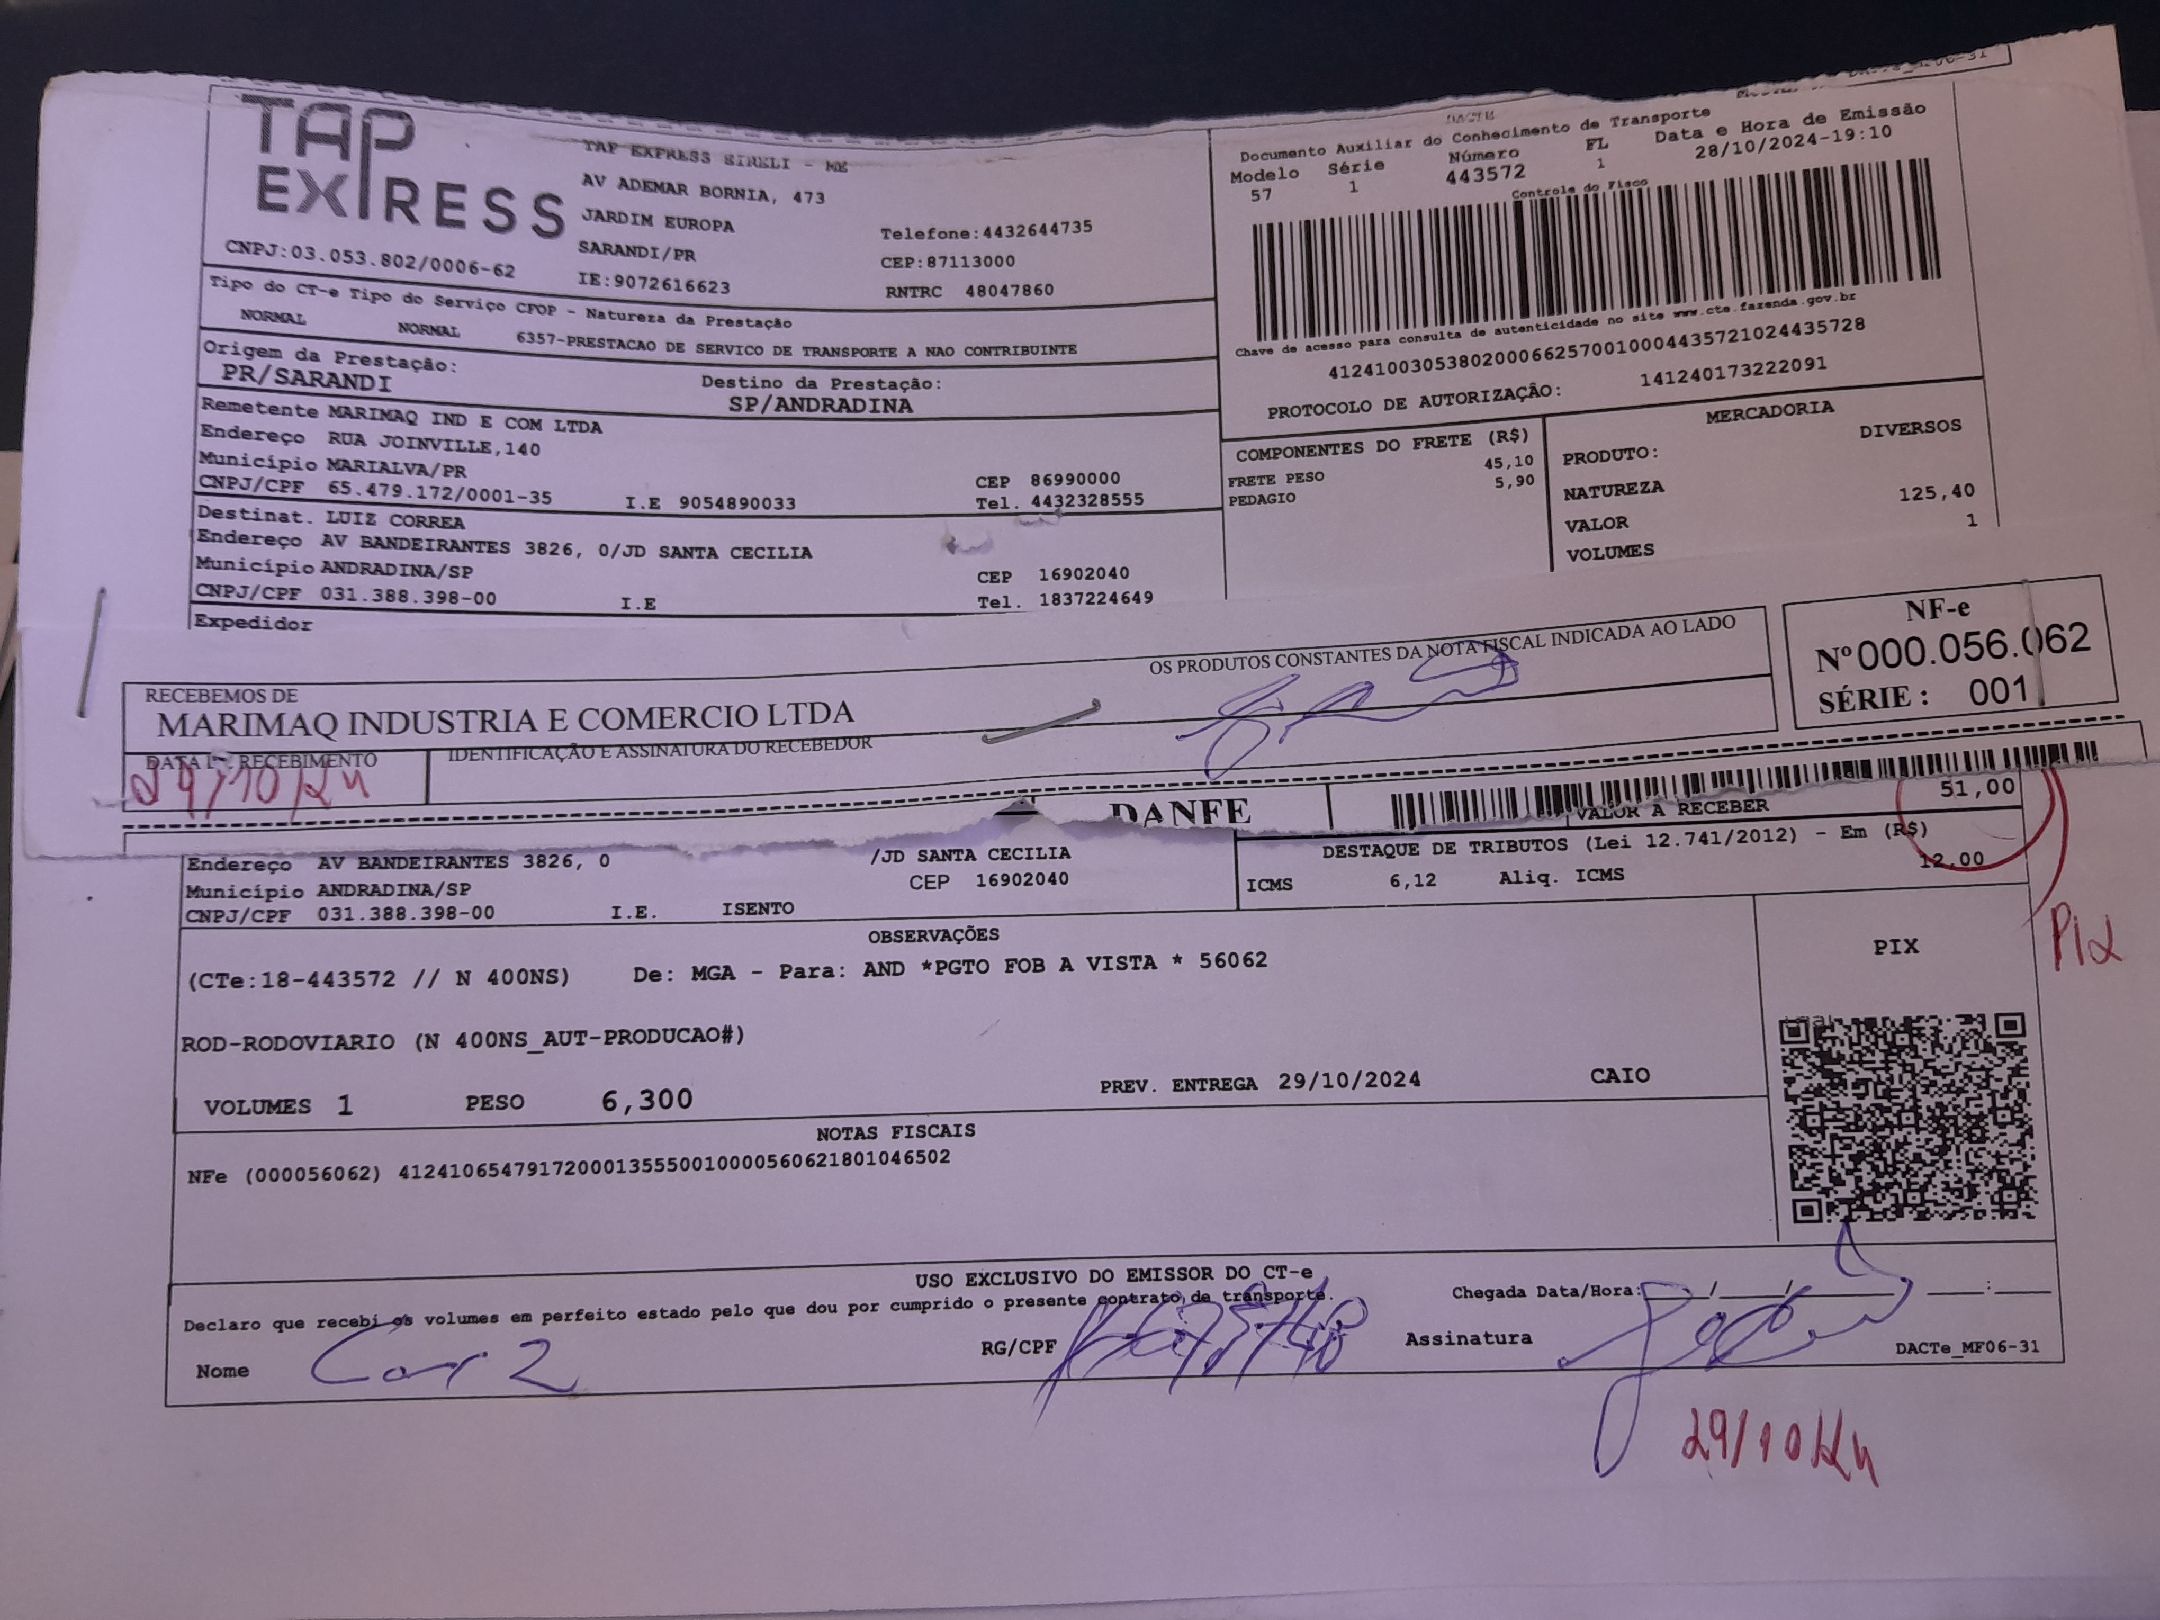 TAP
EXPRESS
CNPJ:03.053.802/0006-62
TAP EXPRESS EIRELI - ME
AV ADEMAR BORNIA, 473
JARDIM EUROPA
SARANDI/PR
IE:9072616623
Telefone:4432644735
CEP:87113000
RNTRC 48047860
DACTE
Documento Auxiliar do Conhecimento de Transporte
Modelo Série Número FL Data e Hora de Emissão
57 1 443572 1 28/10/2024-19:10
Controle do Fisco
Chave de acesso para consulta de autenticidade no site www.cte.fazenda.gov.br
41241003053802000662570010004435721024435728
PROTOCOLO DE AUTORIZAÇÃO: 141240173222091
Tipo do CT-e Tipo do Serviço CFOP - Natureza da Prestação
NORMAL NORMAL 6357-PRESTACAO DE SERVICO DE TRANSPORTE A NAO CONTRIBUINTE
Origem da Prestação: Destino da Prestação:
PR/SARANDI SP/ANDRADINA
Remetente MARIMAQ IND E COM LTDA
Endereço RUA JOINVILLE,140
Município MARIALVA/PR CEP 86990000
CNPJ/CPF 65.479.172/0001-35 I.E 9054890033 Tel. 4432328555
Destinat. LUIZ CORREA
Endereço AV BANDEIRANTES 3826, 0/JD SANTA CECILIA
Município ANDRADINA/SP CEP 16902040
CNPJ/CPF 031.388.398-00 I.E Tel. 1837224649
Expedidor
COMPONENTES DO FRETE (R$)
FRETE PESO 45,10
PEDAGIO 5,90
MERCADORIA
PRODUTO: DIVERSOS
NATUREZA
VALOR 125,40
VOLUMES 1
RECEBEMOS DE OS PRODUTOS CONSTANTES DA NOTA FISCAL INDICADA AO LADO
MARIMAQ INDUSTRIA E COMERCIO LTDA
NF-e
Nº 000.056.062
SÉRIE : 001
DATA RECEBIMENTO IDENTIFICAÇÃO E ASSINATURA DO RECEBEDOR
29/10/24
DANFE
VALOR A RECEBER 51,00
DESTAQUE DE TRIBUTOS (Lei 12.741/2012) - Em (R$)
ICMS 6,12 Aliq. ICMS 12,00
Endereço AV BANDEIRANTES 3826, 0 /JD SANTA CECILIA
Município ANDRADINA/SP CEP 16902040
CNPJ/CPF 031.388.398-00 I.E. ISENTO
OBSERVAÇÕES
(CTe:18-443572 // N 400NS) De: MGA - Para: AND *PGTO FOB A VISTA * 56062
ROD-RODOVIARIO (N 400NS_AUT-PRODUCAO#)
VOLUMES 1 PESO 6,300 PREV. ENTREGA 29/10/2024 CAIO
PIX
PIX
NOTAS FISCAIS
NFe (000056062) 41241065479172000135550010000560621801046502
USO EXCLUSIVO DO EMISSOR DO CT-e
Declaro que recebi os volumes em perfeito estado pelo que dou por cumprido o presente contrato de transporte.
Chegada Data/Hora: / / :
Nome RG/CPF Assinatura
DACTe_MF06-31
29/10/24